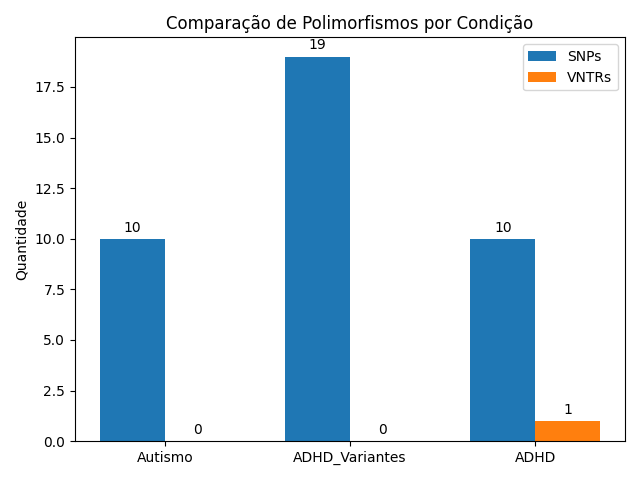 Comparação de Polimorfismos por Condição
19
SNPs
VNTRs
17.5
15.0
12.5
10
10
10.0
Quantidade
7.5
5.0
2.5
0
0
1
0.0
Autismo
ADHD_Variantes
ADHD